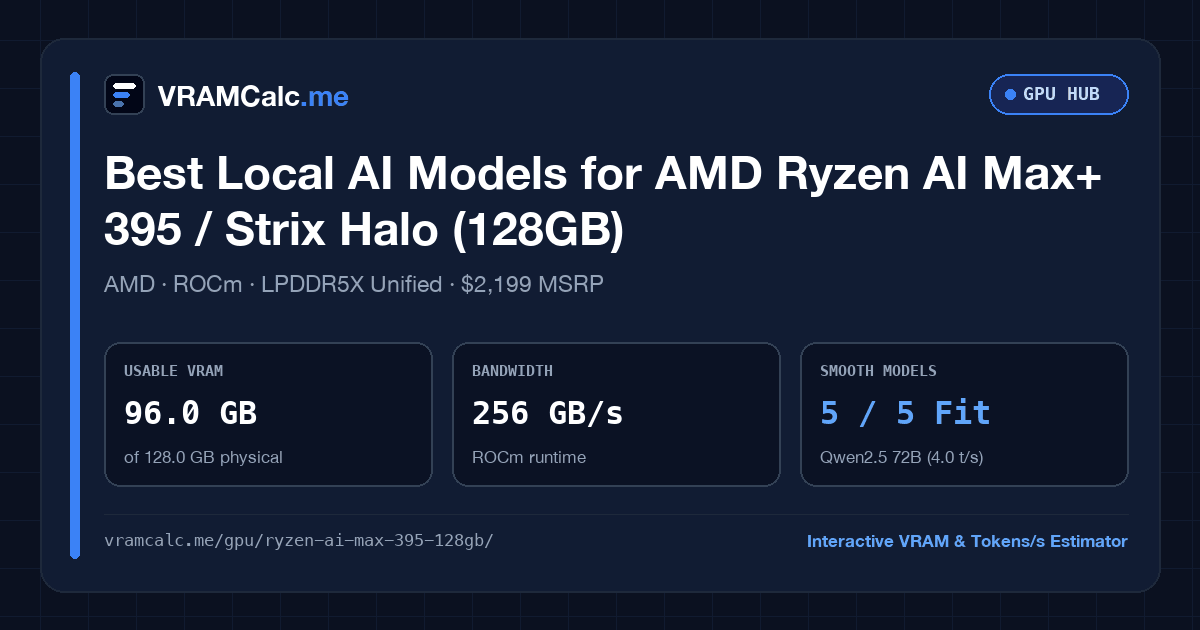 VRAMCalc.me
GPU HUB
Best Local AI Models for AMD Ryzen AI Max+
395 / Strix Halo (128GB)
AMD · ROCm · LPDDR5X Unified · $2,199 MSRP
USABLE VRAM
96.0 GB
of 128.0 GB physical
BANDWIDTH
256 GB/s
ROCm runtime
SMOOTH MODELS
5 / 5 Fit
Qwen2.5 72B (4.0 t/s)
vramcalc.me/gpu/ryzen-ai-max-395-128gb/
Interactive VRAM & Tokens/s Estimator